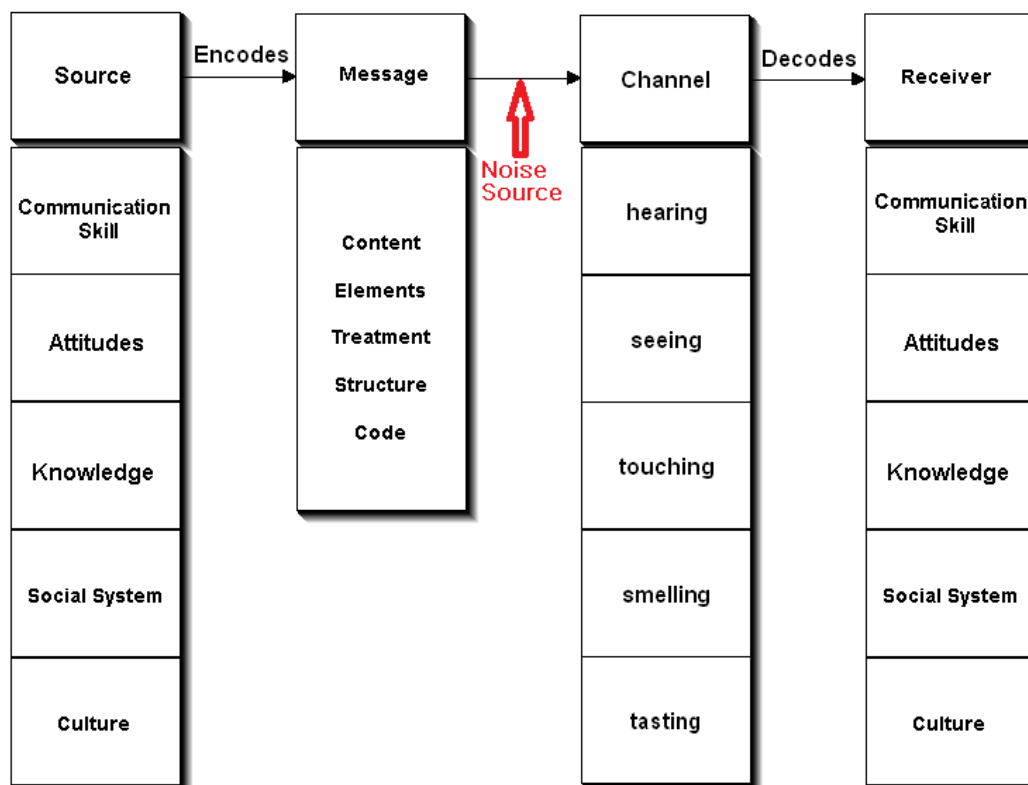 Source
Encodes
Message
Noise
Source
Channel
Decodes
Receiver
Communication
Skill
Attitudes
Knowledge
Social System
Culture
Content
Elements
Treatment
Structure
Code
hearing
seeing
touching
smelling
tasting
Communication
Skill
Attitudes
Knowledge
Social System
Culture